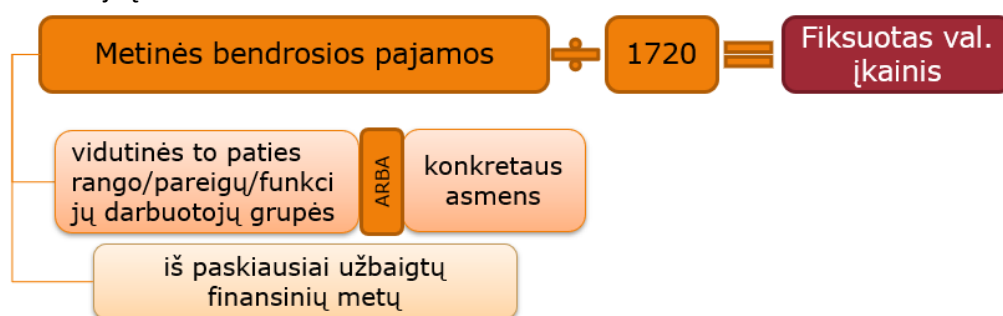 Metinės bendrosios pajamos ÷ 1720 = Fiksuotas val.
įkainis
vidutinės to paties
rango/pareigų/funkci
jų darbuotojų grupės
ARBA
konkretaus
asmens
iš paskiausiai užbaigtų
finansinių metų